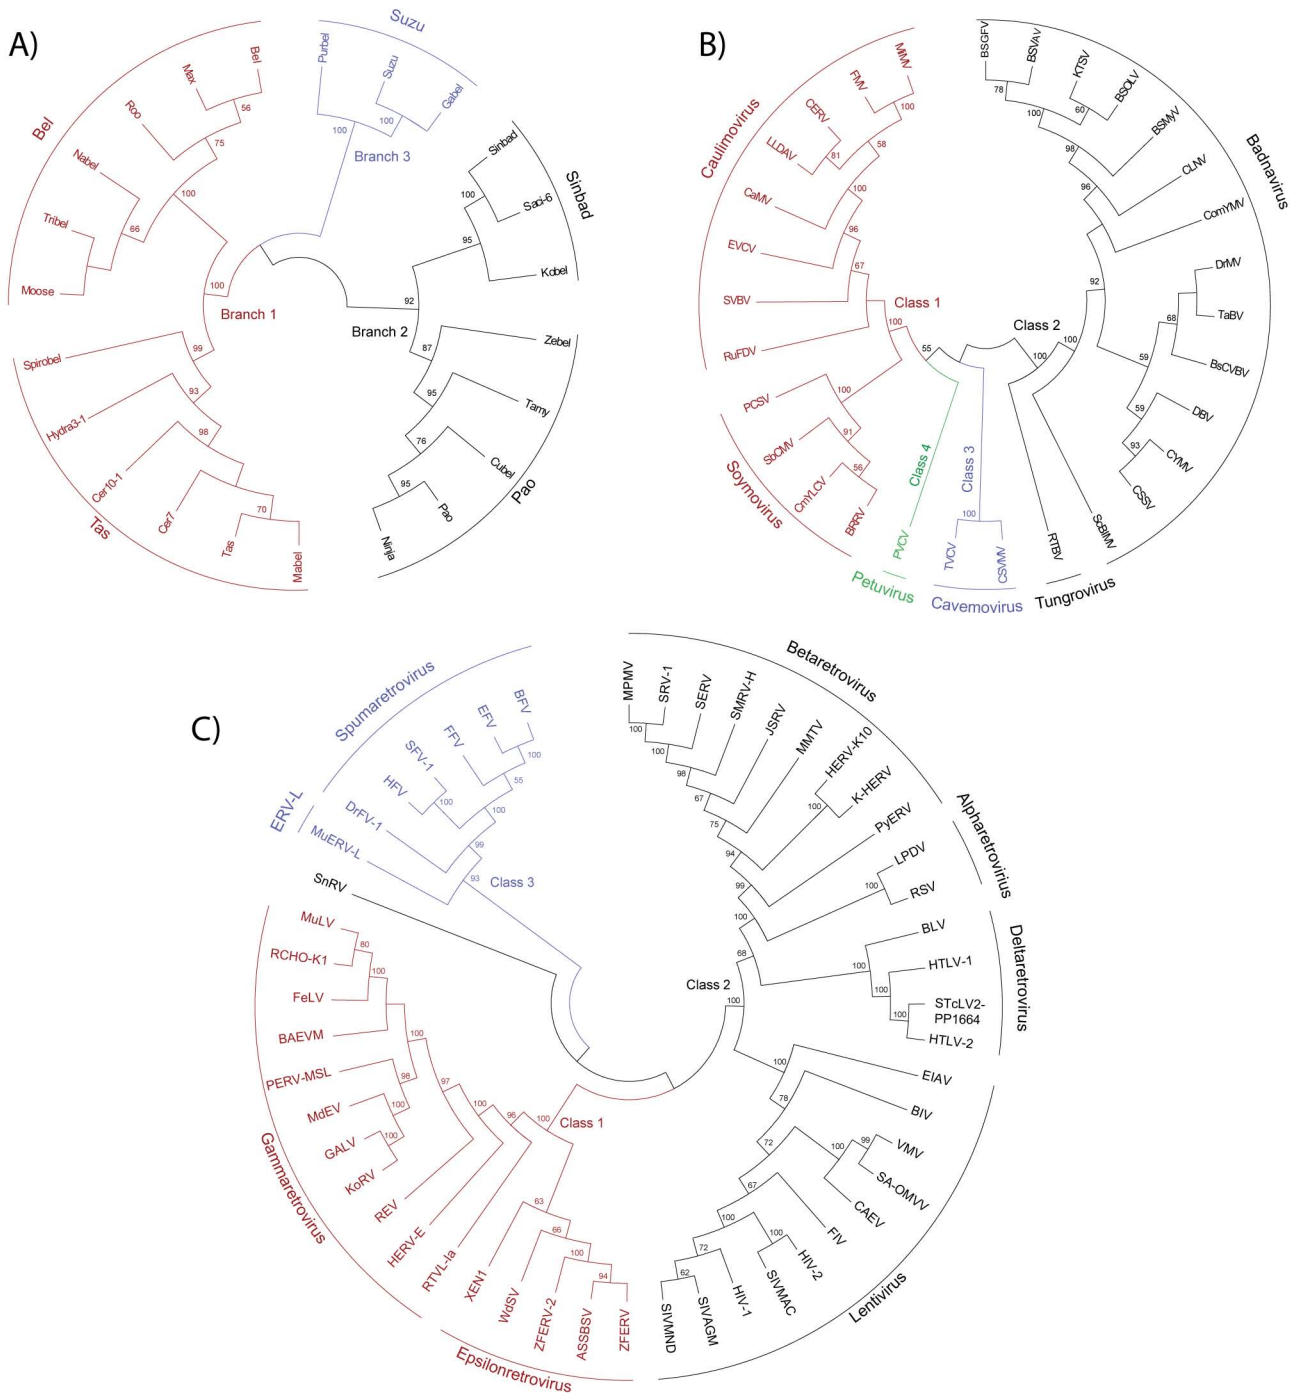 A)
Bel
Bel
Max
Roo
Nabel
Tribel
Moose
56
75
100
66
100
Branch 1
Suzu
Purbel
Suzu
Gabel
100
100
Branch 3
Sinbad
Sinbad
Saci-6
Kobel
100
95
92
Branch 2
Zebel
Tamy
Cubel
Pao
Ninja
Pao
87
95
76
95
Spirobel
Hydra3-1
Cer10-1
Cer7
Tas
Mabel
Tas
99
93
98
70
B)
Caulimovirus
MiMV
FMV
CERV
LLDAV
CaMV
EVCV
SVBV
RuFDV
100
58
81
100
96
67
Class 1
100
PCSV
SbCMV
CmYLCV
BRRV
Soymovirus
100
91
56
55
Class 4
PVCV
Petuvirus
Class 3
100
TVCV
CSVMV
Cavemovirus
Class 2
100
100
RTBV
Tungrovirus
ScBIMV
Badnavirus
BSGFV
BSVAV
KTSV
BSOLV
BSMyV
CLNV
ComYMV
DrMV
TaBV
BsCVBV
DBV
CYMV
CSSV
78
100
60
98
96
92
68
59
59
93
C)
Spumaretrovirus
BFV
EFV
FFV
SFV-1
HFV
DrFV-1
ERV-L
MuERV-L
100
55
100
100
99
93
Class 3
SnRV
MuLV
RCHO-K1
FeLV
BAEVM
PERV-MSL
MdEV
GALV
KoRV
REV
HERV-E
RTVL-Ia
Gammaretrovirus
80
100
100
98
100
100
97
100
96
100
Class 1
XEN1
WdSV
ZFERV-2
ASSBSV
ZFERV
Epsilonretrovirus
63
66
100
94
Betaretrovirus
MPMV
SRV-1
SERV
SMRV-H
JSRV
MMTV
HERV-K10
K-HERV
PyERV
100
100
98
67
75
100
94
99
Alpharetrovirius
LPDV
RSV
100
100
68
Class 2
100
Deltaretrovirus
BLV
HTLV-1
STcLV2-
PP1664
HTLV-2
100
100
100
Lentivirus
EIAV
BIV
VMV
SA-OMVV
CAEV
FIV
HIV-2
SIVMAC
HIV-1
SIVAGM
SIVMND
100
78
72
100
99
67
100
100
72
62